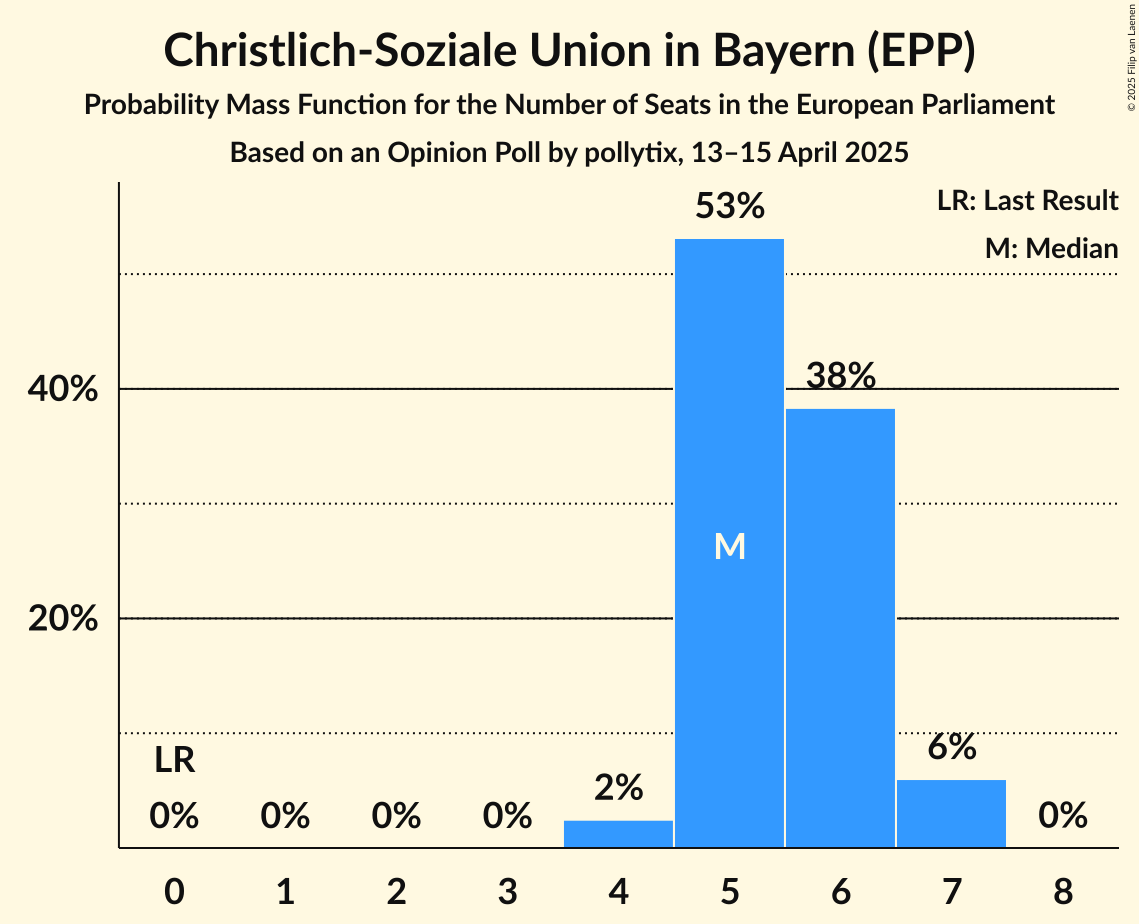 Christlich-Soziale Union in Bayern (EPP)
Probability Mass Function for the Number of Seats in the European Parliament
Based on an Opinion Poll by pollytix, 13–15 April 2025
© 2025 Filip van Laenen
LR: Last Result
M: Median
53%
38%
40%
M
20%
LR
6%
2%
0% 0% 0% 0% 0%
0 1 2 3 4 5 6 7 8